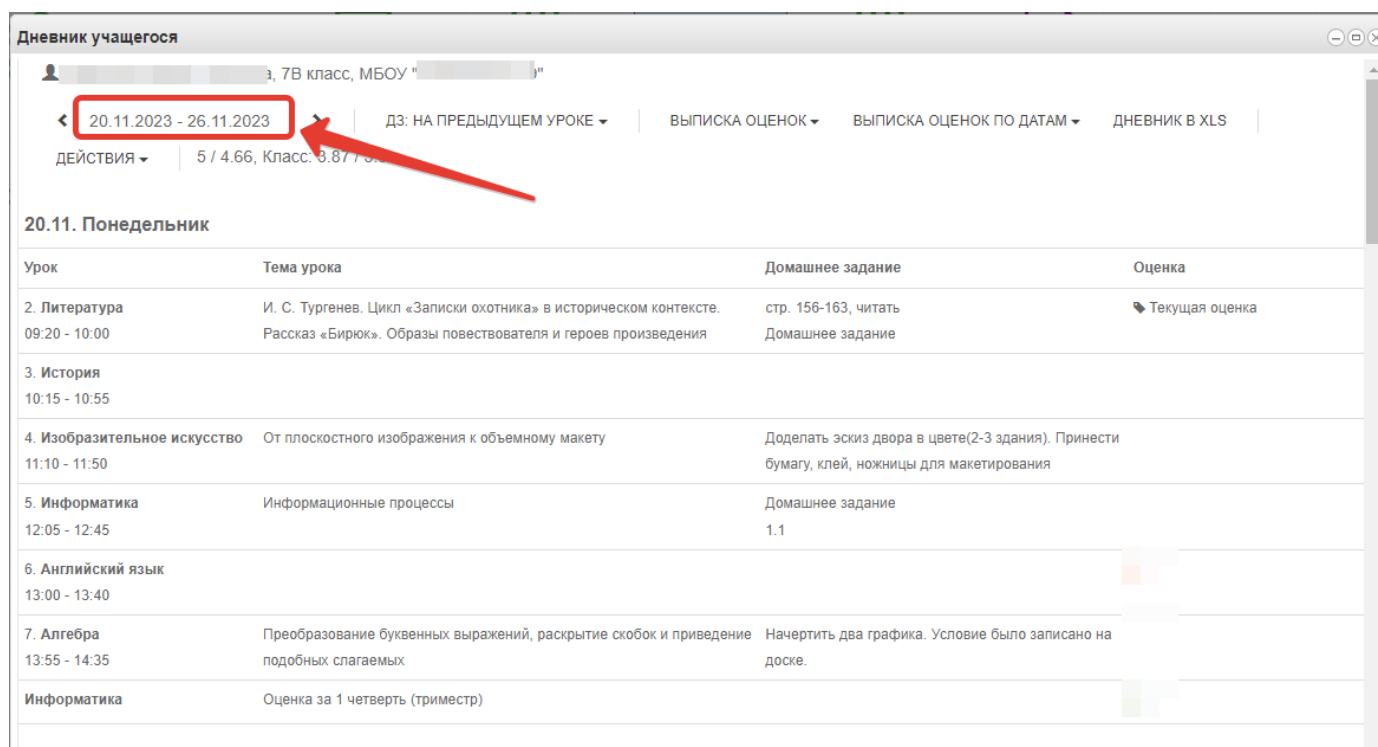 Дневник учащегося
а, 7В класс, МБОУ "
20.11.2023 - 26.11.2023 ДЗ: НА ПРЕДЫДУЩЕМ УРОКЕ ВЫПИСКА ОЦЕНОК ВЫПИСКА ОЦЕНОК ПО ДАТАМ ДНЕВНИК В XLS
ДЕЙСТВИЯ 5 / 4.66, Класс: 3.87 /
20.11. Понедельник
Урок Тема урока Домашнее задание Оценка
2. Литература И. С. Тургенев. Цикл «Записки охотника» в историческом контексте. стр. 156-163, читать Текущая оценка
09:20 - 10:00 Рассказ «Бирюк». Образы повествователя и героев произведения Домашнее задание
3. История
10:15 - 10:55
4. Изобразительное искусство От плоскостного изображения к объемному макету Доделать эскиз двора в цвете(2-3 здания). Принести
11:10 - 11:50 бумагу, клей, ножницы для макетирования
5. Информатика Информационные процессы Домашнее задание
12:05 - 12:45 1.1
6. Английский язык
13:00 - 13:40
7. Алгебра Преобразование буквенных выражений, раскрытие скобок и приведение Начертить два графика. Условие было записано на
13:55 - 14:35 подобных слагаемых доске.
Информатика Оценка за 1 четверть (триместр)